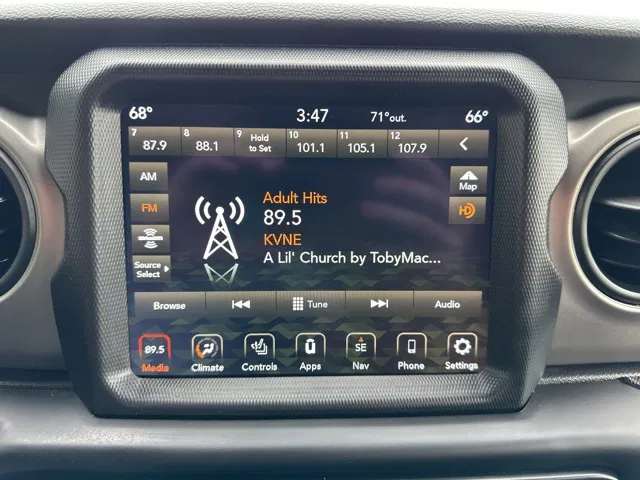 68° 3:47 71°out. 66°
7 87.9 8 88.1 9 Hold to Set 10 101.1 11 105.1 12 107.9
AM
Map
FM
HD
Adult Hits
89.5
KVNE
A Lil' Church by TobyMac...
Source
Select
Browse Tune Audio
89.5 SE
Media Climate Controls Apps Nav Phone Settings